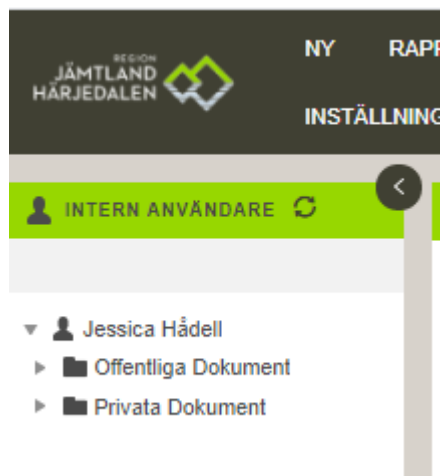 REGION
JÄMTLAND
HÄRJEDALEN
NY
INSTÄLLNING
INTERN ANVÄNDARE
Jessica Hådell
Offentliga Dokument
Privata Dokument